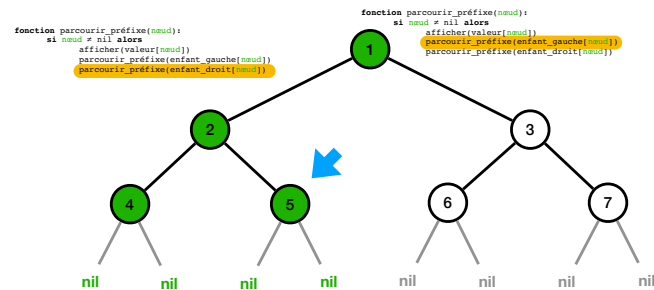 fonction parcourir_préfixe(nœud):
si nœud ≠ nil alors
afficher(valeur[nœud])
parcourir_préfixe(enfant_gauche[nœud])
parcourir_préfixe(enfant_droit[nœud])
fonction parcourir_préfixe(nœud):
si nœud ≠ nil alors
afficher(valeur[nœud])
parcourir_préfixe(enfant_gauche[nœud])
parcourir_préfixe(enfant_droit[nœud])
1
2
3
4
5
6
7
nil
nil
nil
nil
nil
nil
nil
nil